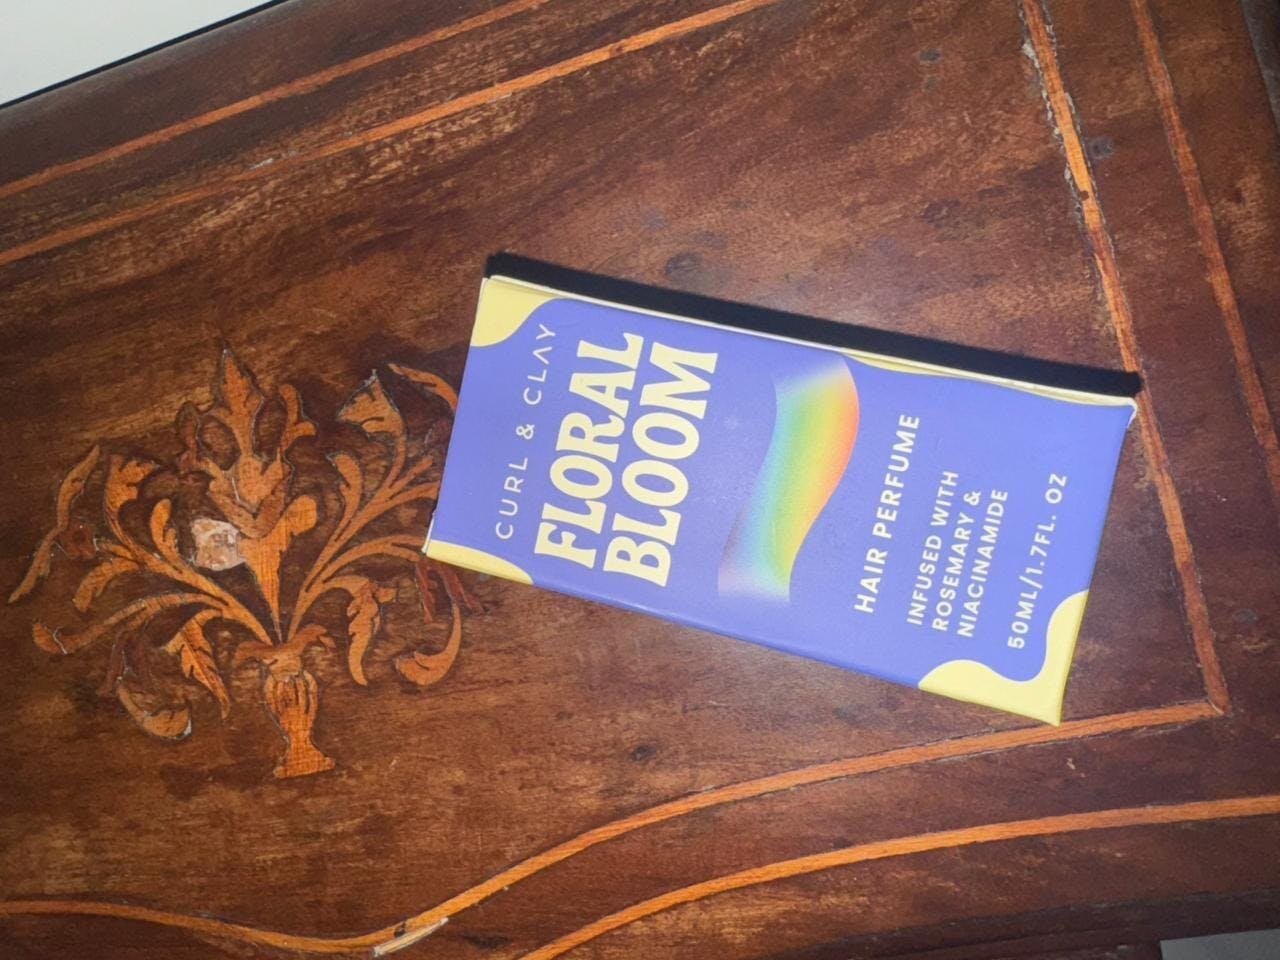 CURL & CLAY
FLORAL
BLOOM
HAIR PERFUME
INFUSED WITH
ROSEMARY &
NIACINAMIDE
50ML/1.7FL. OZ